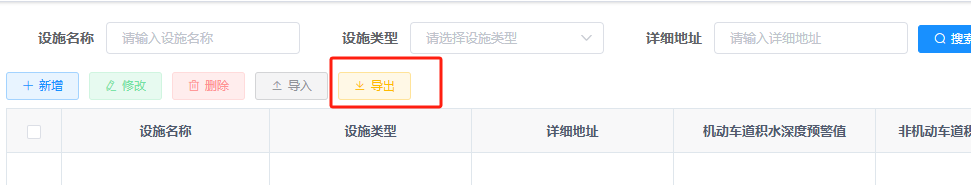 设施名称 请输入设施名称 设施类型 请选择设施类型 详细地址 请输入详细地址 搜索
新增 修改 删除 导入 导出
设施名称 设施类型 详细地址 机动车道积水深度预警值 非机动车道积